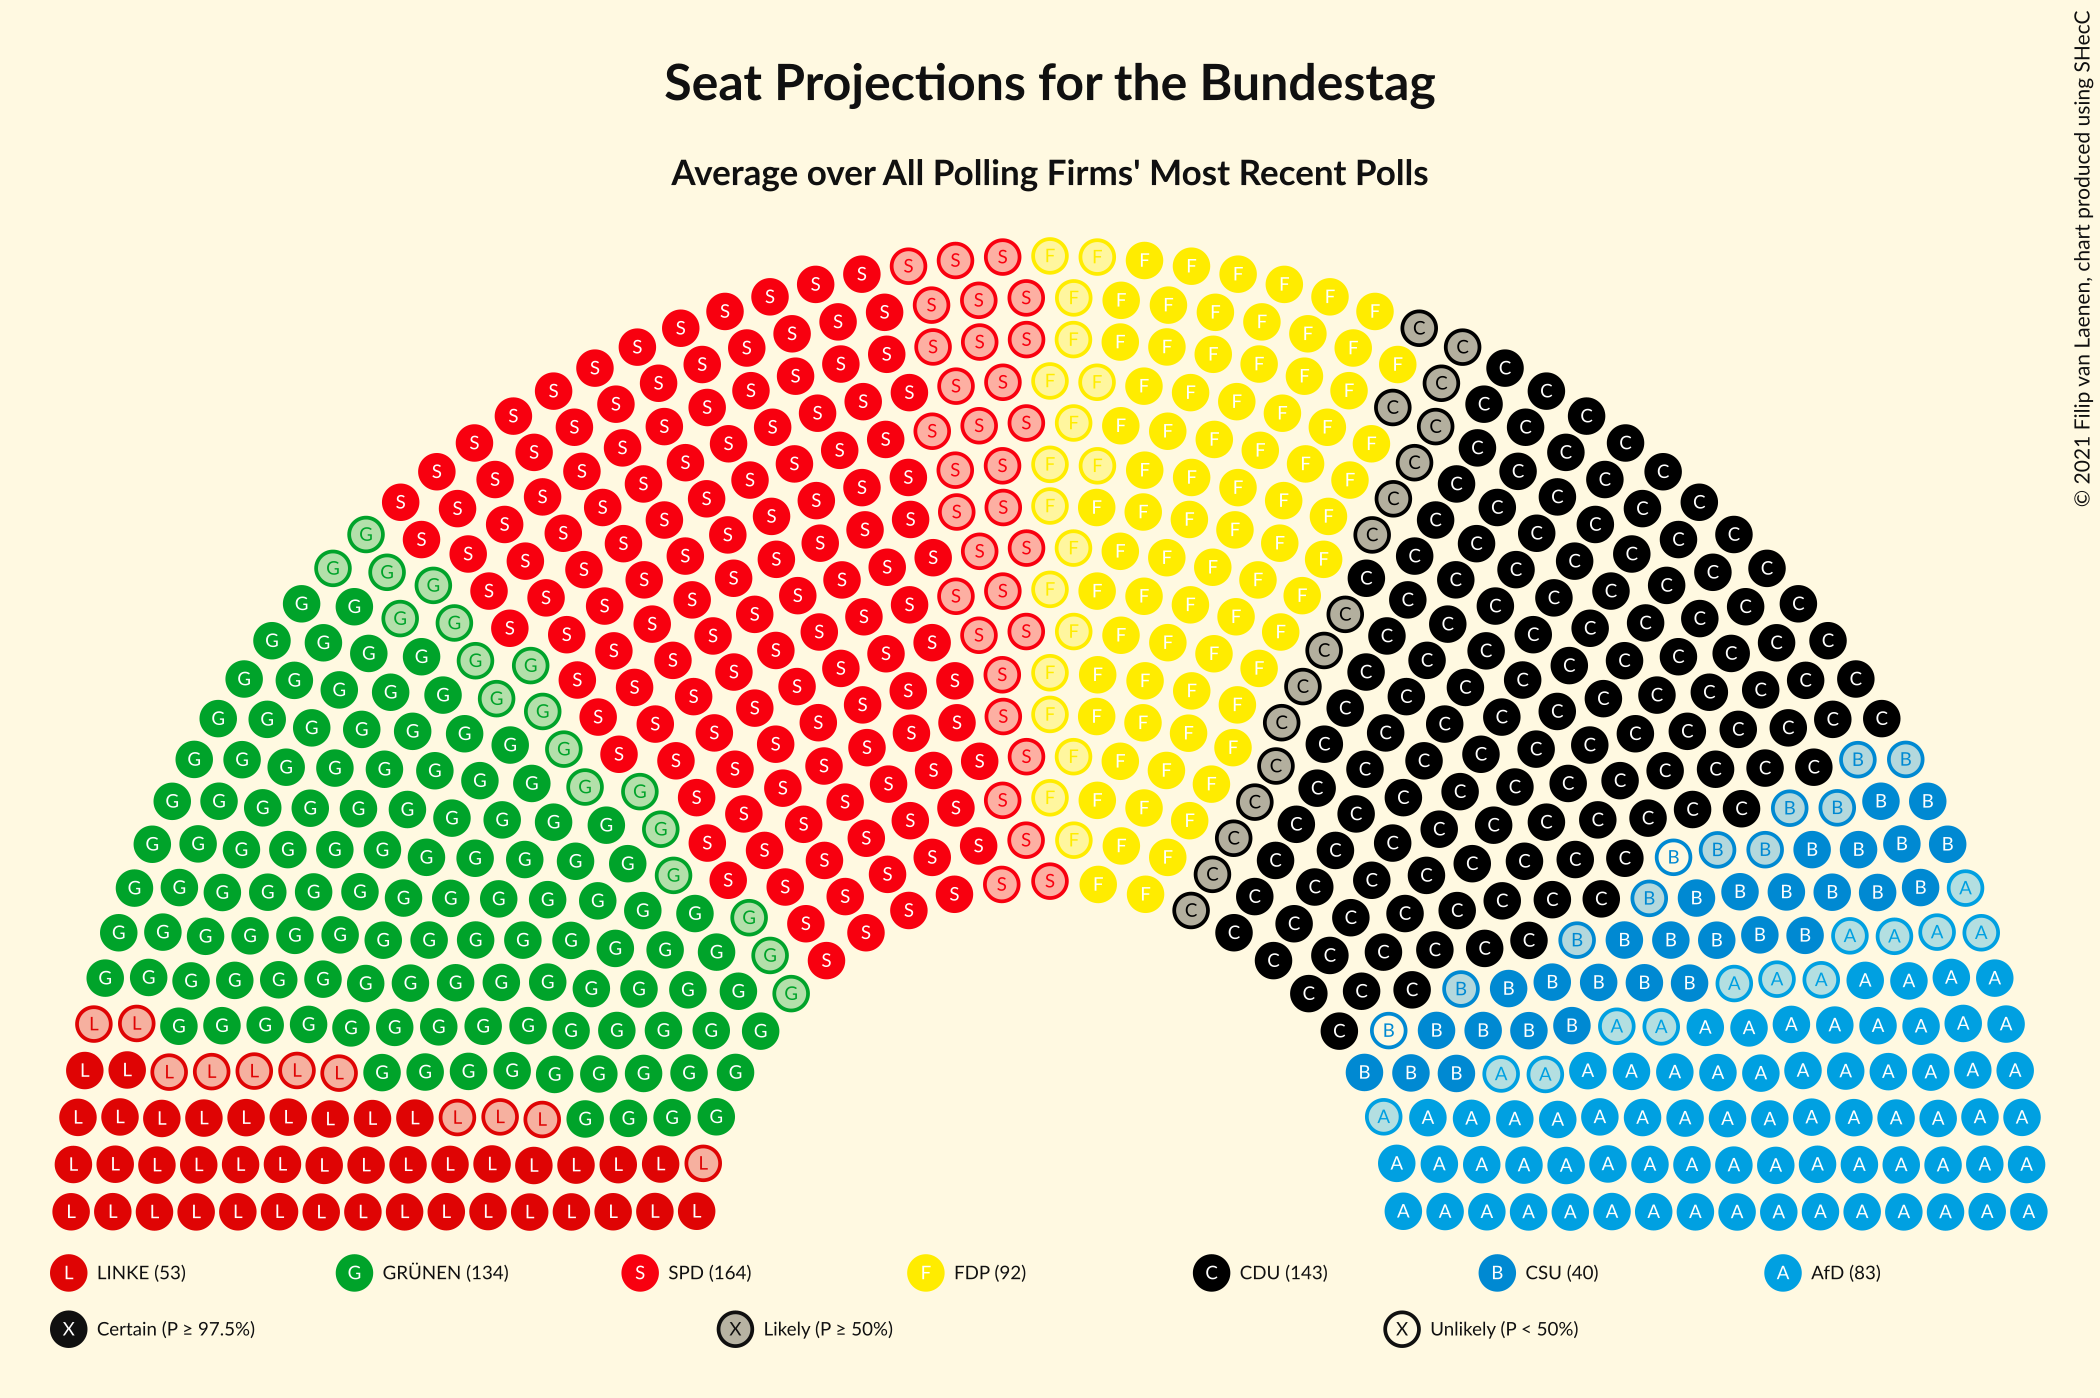 Seat Projections for the Bundestag
Average over All Polling Firms' Most Recent Polls
© 2021 Filip van Laenen, chart produced using SHecC
L LINKE (53) G GRÜNEN (134) S SPD (164) F FDP (92) C CDU (143) B CSU (40) A AfD (83)
X Certain (P ≥ 97.5%) X Likely (P ≥ 50%) X Unlikely (P < 50%)